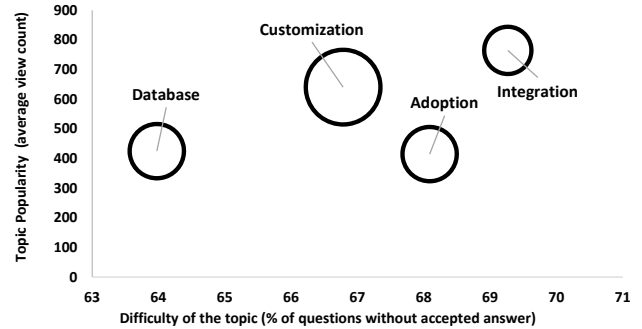 Topic Popularity (average view count)
900
800
700
600
500
400
300
200
100
0
Customization
Database
Adoption
Integration
63 64 65 66 67 68 69 70 71
Difficulty of the topic (% of questions without accepted answer)